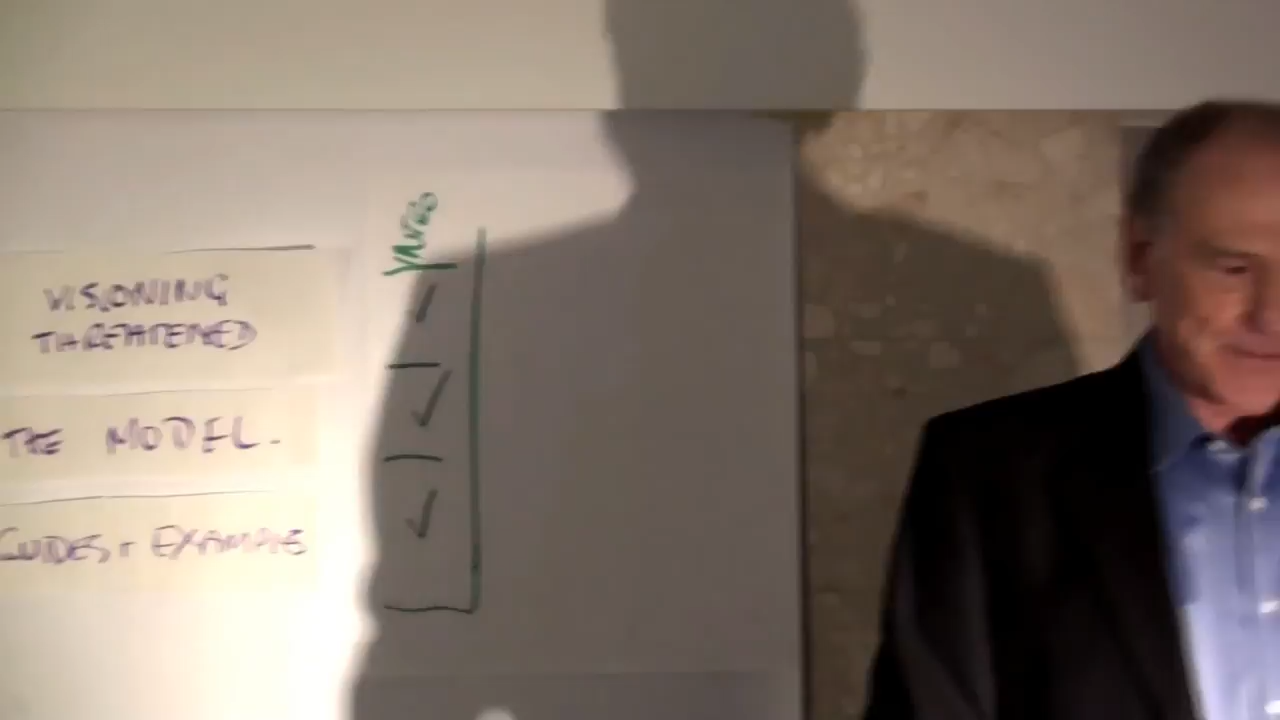 VISIONING
THREATENED
THE MODEL.
GUIDES + EXAMPLE